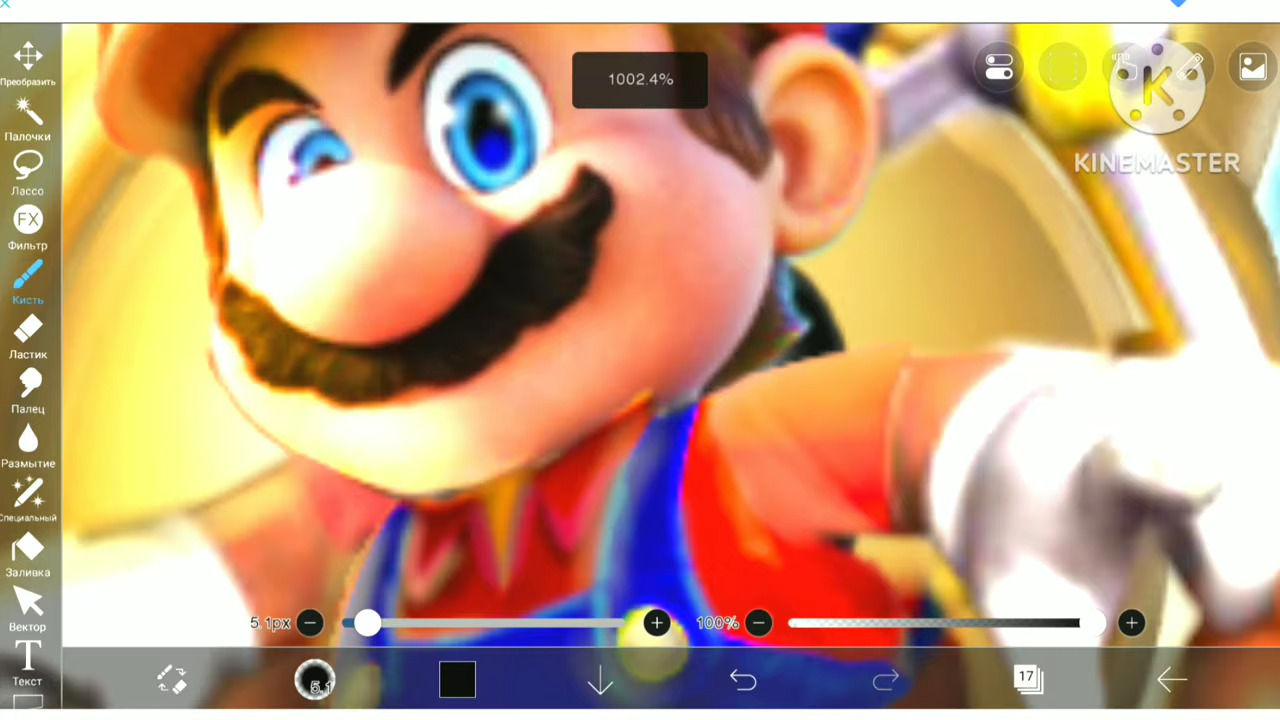 1002.4%
K
KINEMASTER
Преобразить
Палочки
Лассо
FX
Фильтр
Кисть
Ластик
Палец
Размытие
Специальный
Заливка
Вектор
T
Текст
5.1px
100%
5.1
17